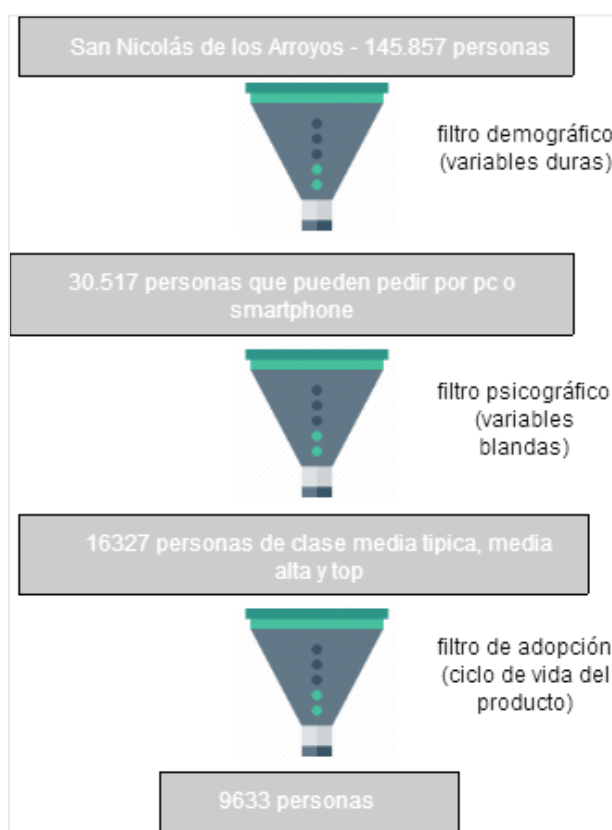 San Nicolás de los Arroyos - 145.857 personas
filtro demográfico
(variables duras)
30.517 personas que pueden pedir por pc o
smartphone
filtro psicográfico
(variables
blandas)
16327 personas de clase media tipica, media
alta y top
filtro de adopción
(ciclo de vida del
producto)
9633 personas